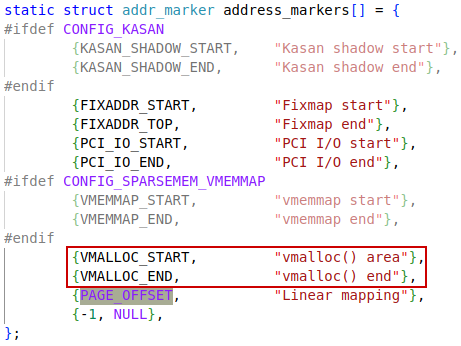 static struct addr_marker address_markers[] = {
#ifdef CONFIG_KASAN
{KASAN_SHADOW_START, "Kasan shadow start"},
{KASAN_SHADOW_END, "Kasan shadow end"},
#endif
{FIXADDR_START, "Fixmap start"},
{FIXADDR_TOP, "Fixmap end"},
{PCI_IO_START, "PCI I/O start"},
{PCI_IO_END, "PCI I/O end"},
#ifdef CONFIG_SPARSEMEM_VMEMMAP
{VMEMMAP_START, "vmemmap start"},
{VMEMMAP_END, "vmemmap end"},
#endif
{VMALLOC_START, "vmalloc() area"},
{VMALLOC_END, "vmalloc() end"},
{PAGE_OFFSET, "Linear mapping"},
{-1, NULL},
};